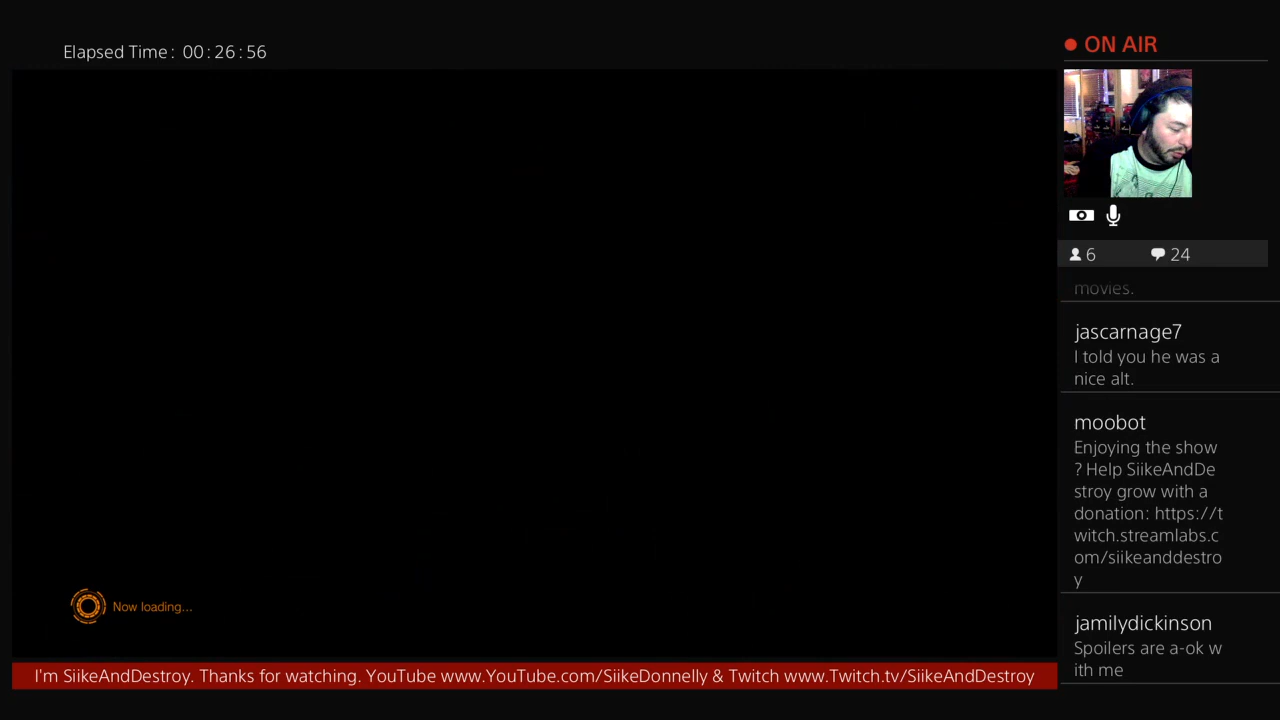 Elapsed Time: 00:26:56
ON AIR
6
24
movies.
jascarnage7
I told you he was a
nice alt.
moobot
Enjoying the show
? Help SiikeAndDe
stroy grow with a
donation: https://t
witch.streamlabs.c
om/siikeanddestro
y
jamilydickinson
Spoilers are a-ok w
ith me
Now loading...
I'm SiikeAndDestroy. Thanks for watching. YouTube www.YouTube.com/SiikeDonnelly & Twitch www.Twitch.tv/SiikeAndDestroy